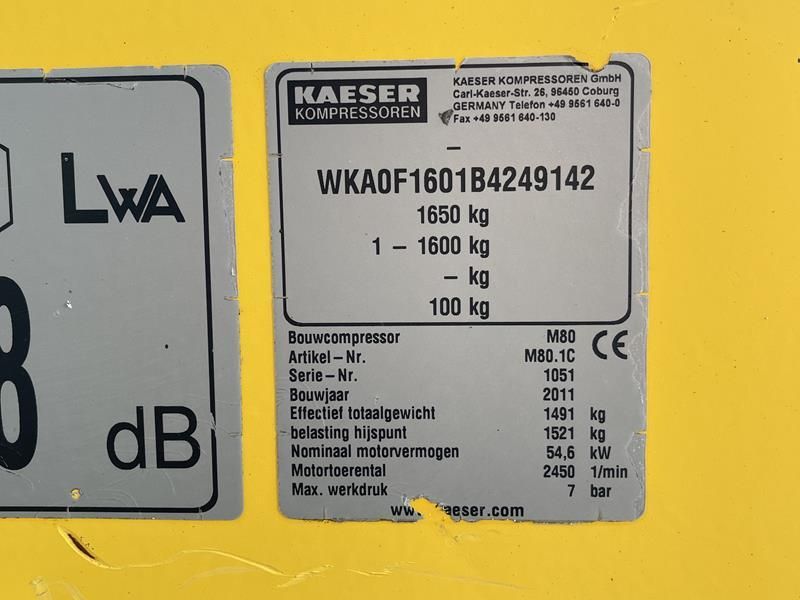 LWA
8
dB
KAESER
KOMPRESSOREN
KAESER KOMPRESSOREN GmbH
Carl-Kaeser-Str. 26, 96450 Coburg
GERMANY Telefon +49 9561 640-0
Fax +49 9561 640-130
–
WKA0F1601B4249142
1650 kg
1 – 1600 kg
– kg
100 kg
Bouwcompressor M80
Artikel–Nr. M80.1C
Serie–Nr. 1051
Bouwjaar 2011
Effectief totaalgewicht 1491 kg
belasting hijspunt 1521 kg
Nominaal motorvermogen 54,6 kW
Motortoerental 2450 1/min
Max. werkdruk 7 bar
CE
www.kaeser.com